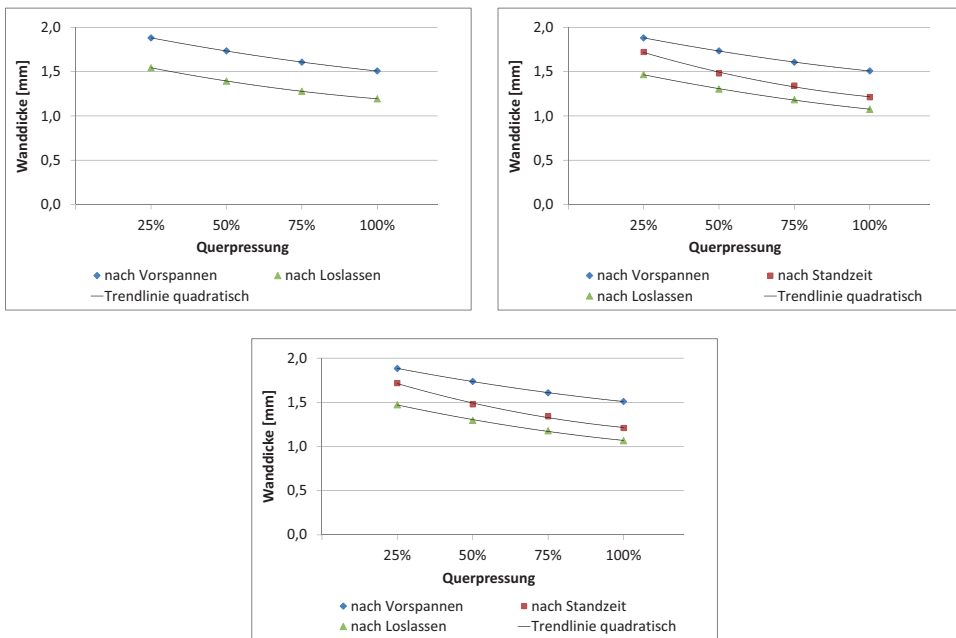 2,0
1,5
1,0
0,5
0,0
Wanddicke [mm]
25% 50% 75% 100%
Querpressung
nach Vorspannen nach Loslassen
Trendlinie quadratisch
2,0
1,5
1,0
0,5
0,0
Wanddicke [mm]
25% 50% 75% 100%
Querpressung
nach Vorspannen nach Standzeit
nach Loslassen Trendlinie quadratisch
2,0
1,5
1,0
0,5
0,0
Wanddicke [mm]
25% 50% 75% 100%
Querpressung
nach Vorspannen nach Standzeit
nach Loslassen Trendlinie quadratisch